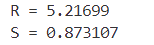 R = 5.21699
S = 0.873107